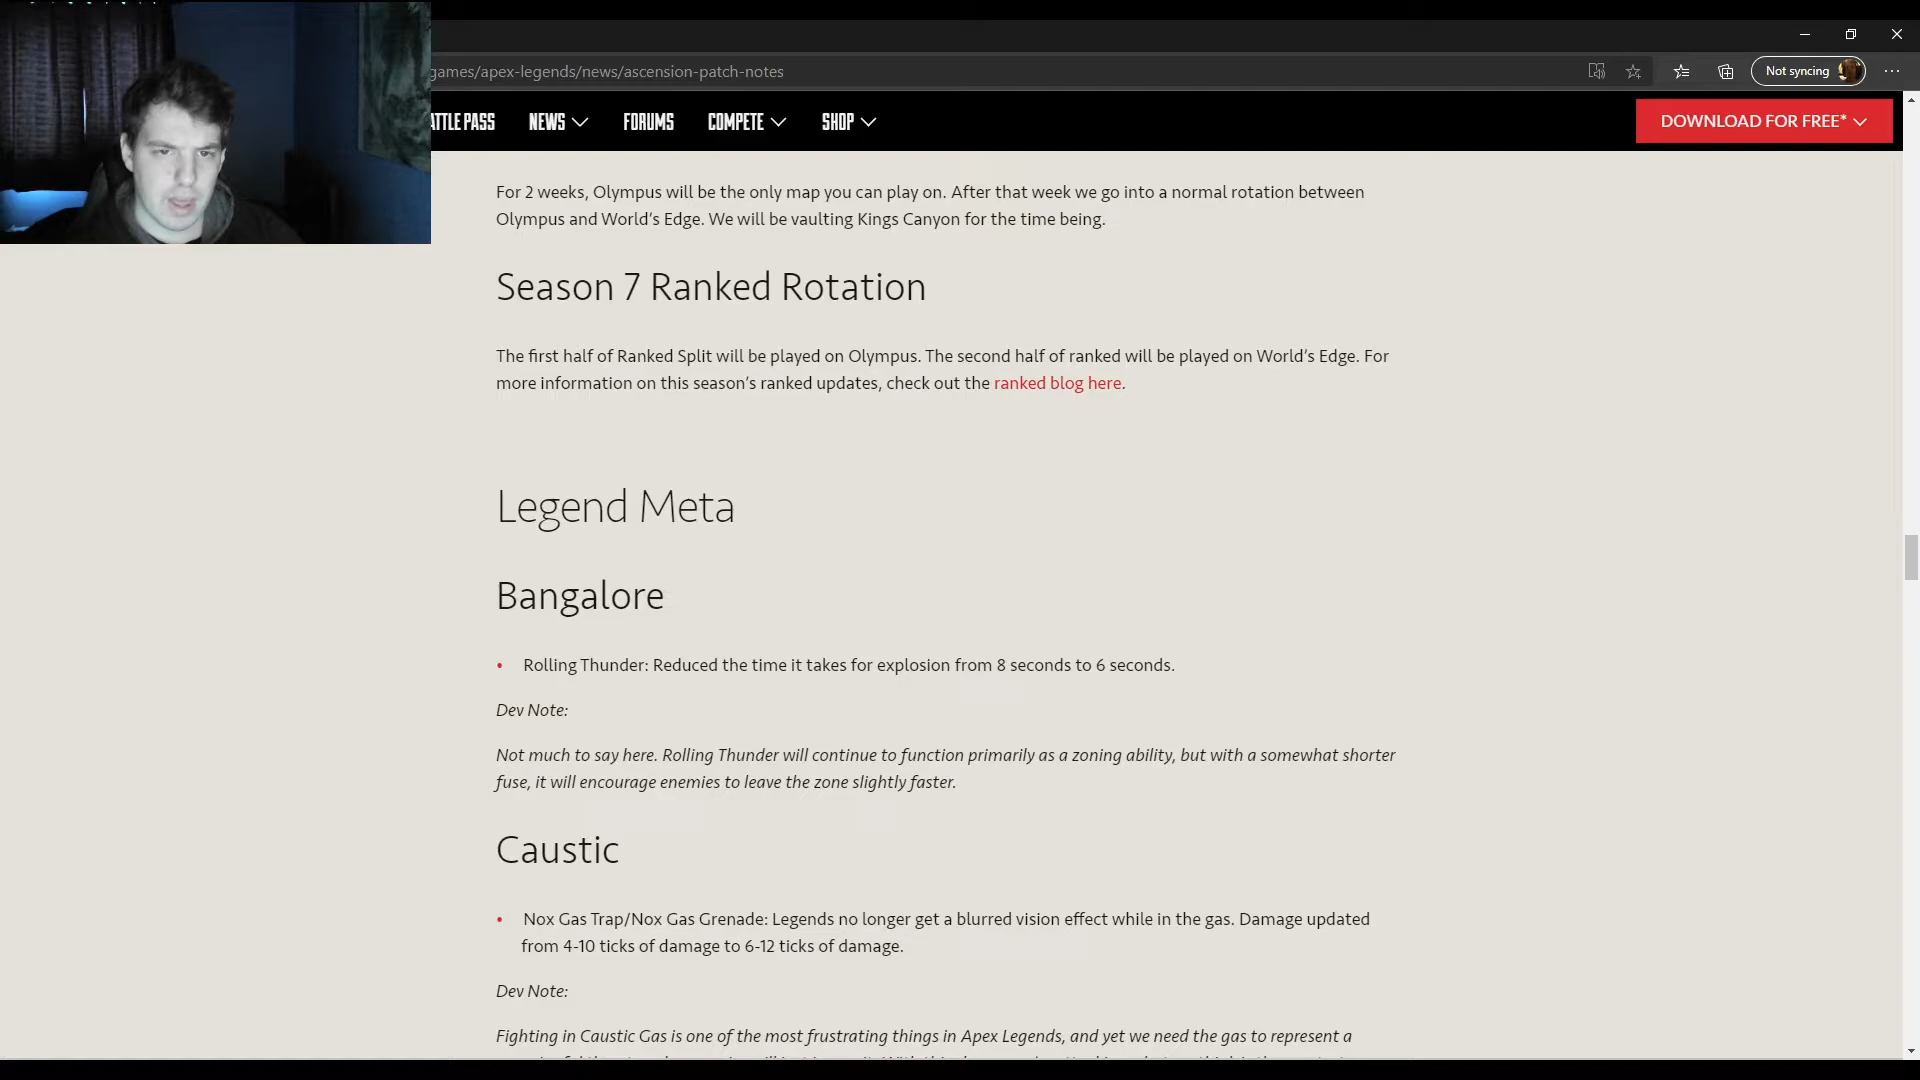 games/apex-legends/news/ascension-patch-notes
Not syncing
ATTLE PASS NEWS FORUMS COMPETE SHOP
DOWNLOAD FOR FREE*
For 2 weeks, Olympus will be the only map you can play on. After that week we go into a normal rotation between
Olympus and World's Edge. We will be vaulting Kings Canyon for the time being.
Season 7 Ranked Rotation
The first half of Ranked Split will be played on Olympus. The second half of ranked will be played on World's Edge. For
more information on this season's ranked updates, check out the ranked blog here.
Legend Meta
Bangalore
• Rolling Thunder: Reduced the time it takes for explosion from 8 seconds to 6 seconds.
Dev Note:
Not much to say here. Rolling Thunder will continue to function primarily as a zoning ability, but with a somewhat shorter
fuse, it will encourage enemies to leave the zone slightly faster.
Caustic
• Nox Gas Trap/Nox Gas Grenade: Legends no longer get a blurred vision effect while in the gas. Damage updated
from 4-10 ticks of damage to 6-12 ticks of damage.
Dev Note:
Fighting in Caustic Gas is one of the most frustrating things in Apex Legends, and yet we need the gas to represent a